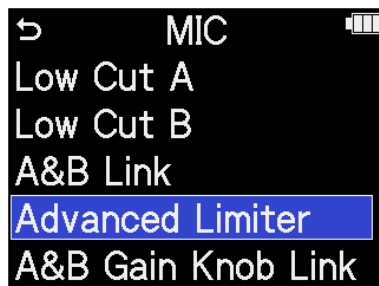 MIC
Low Cut A
Low Cut B
A&B Link
Advanced Limiter
A&B Gain Knob Link